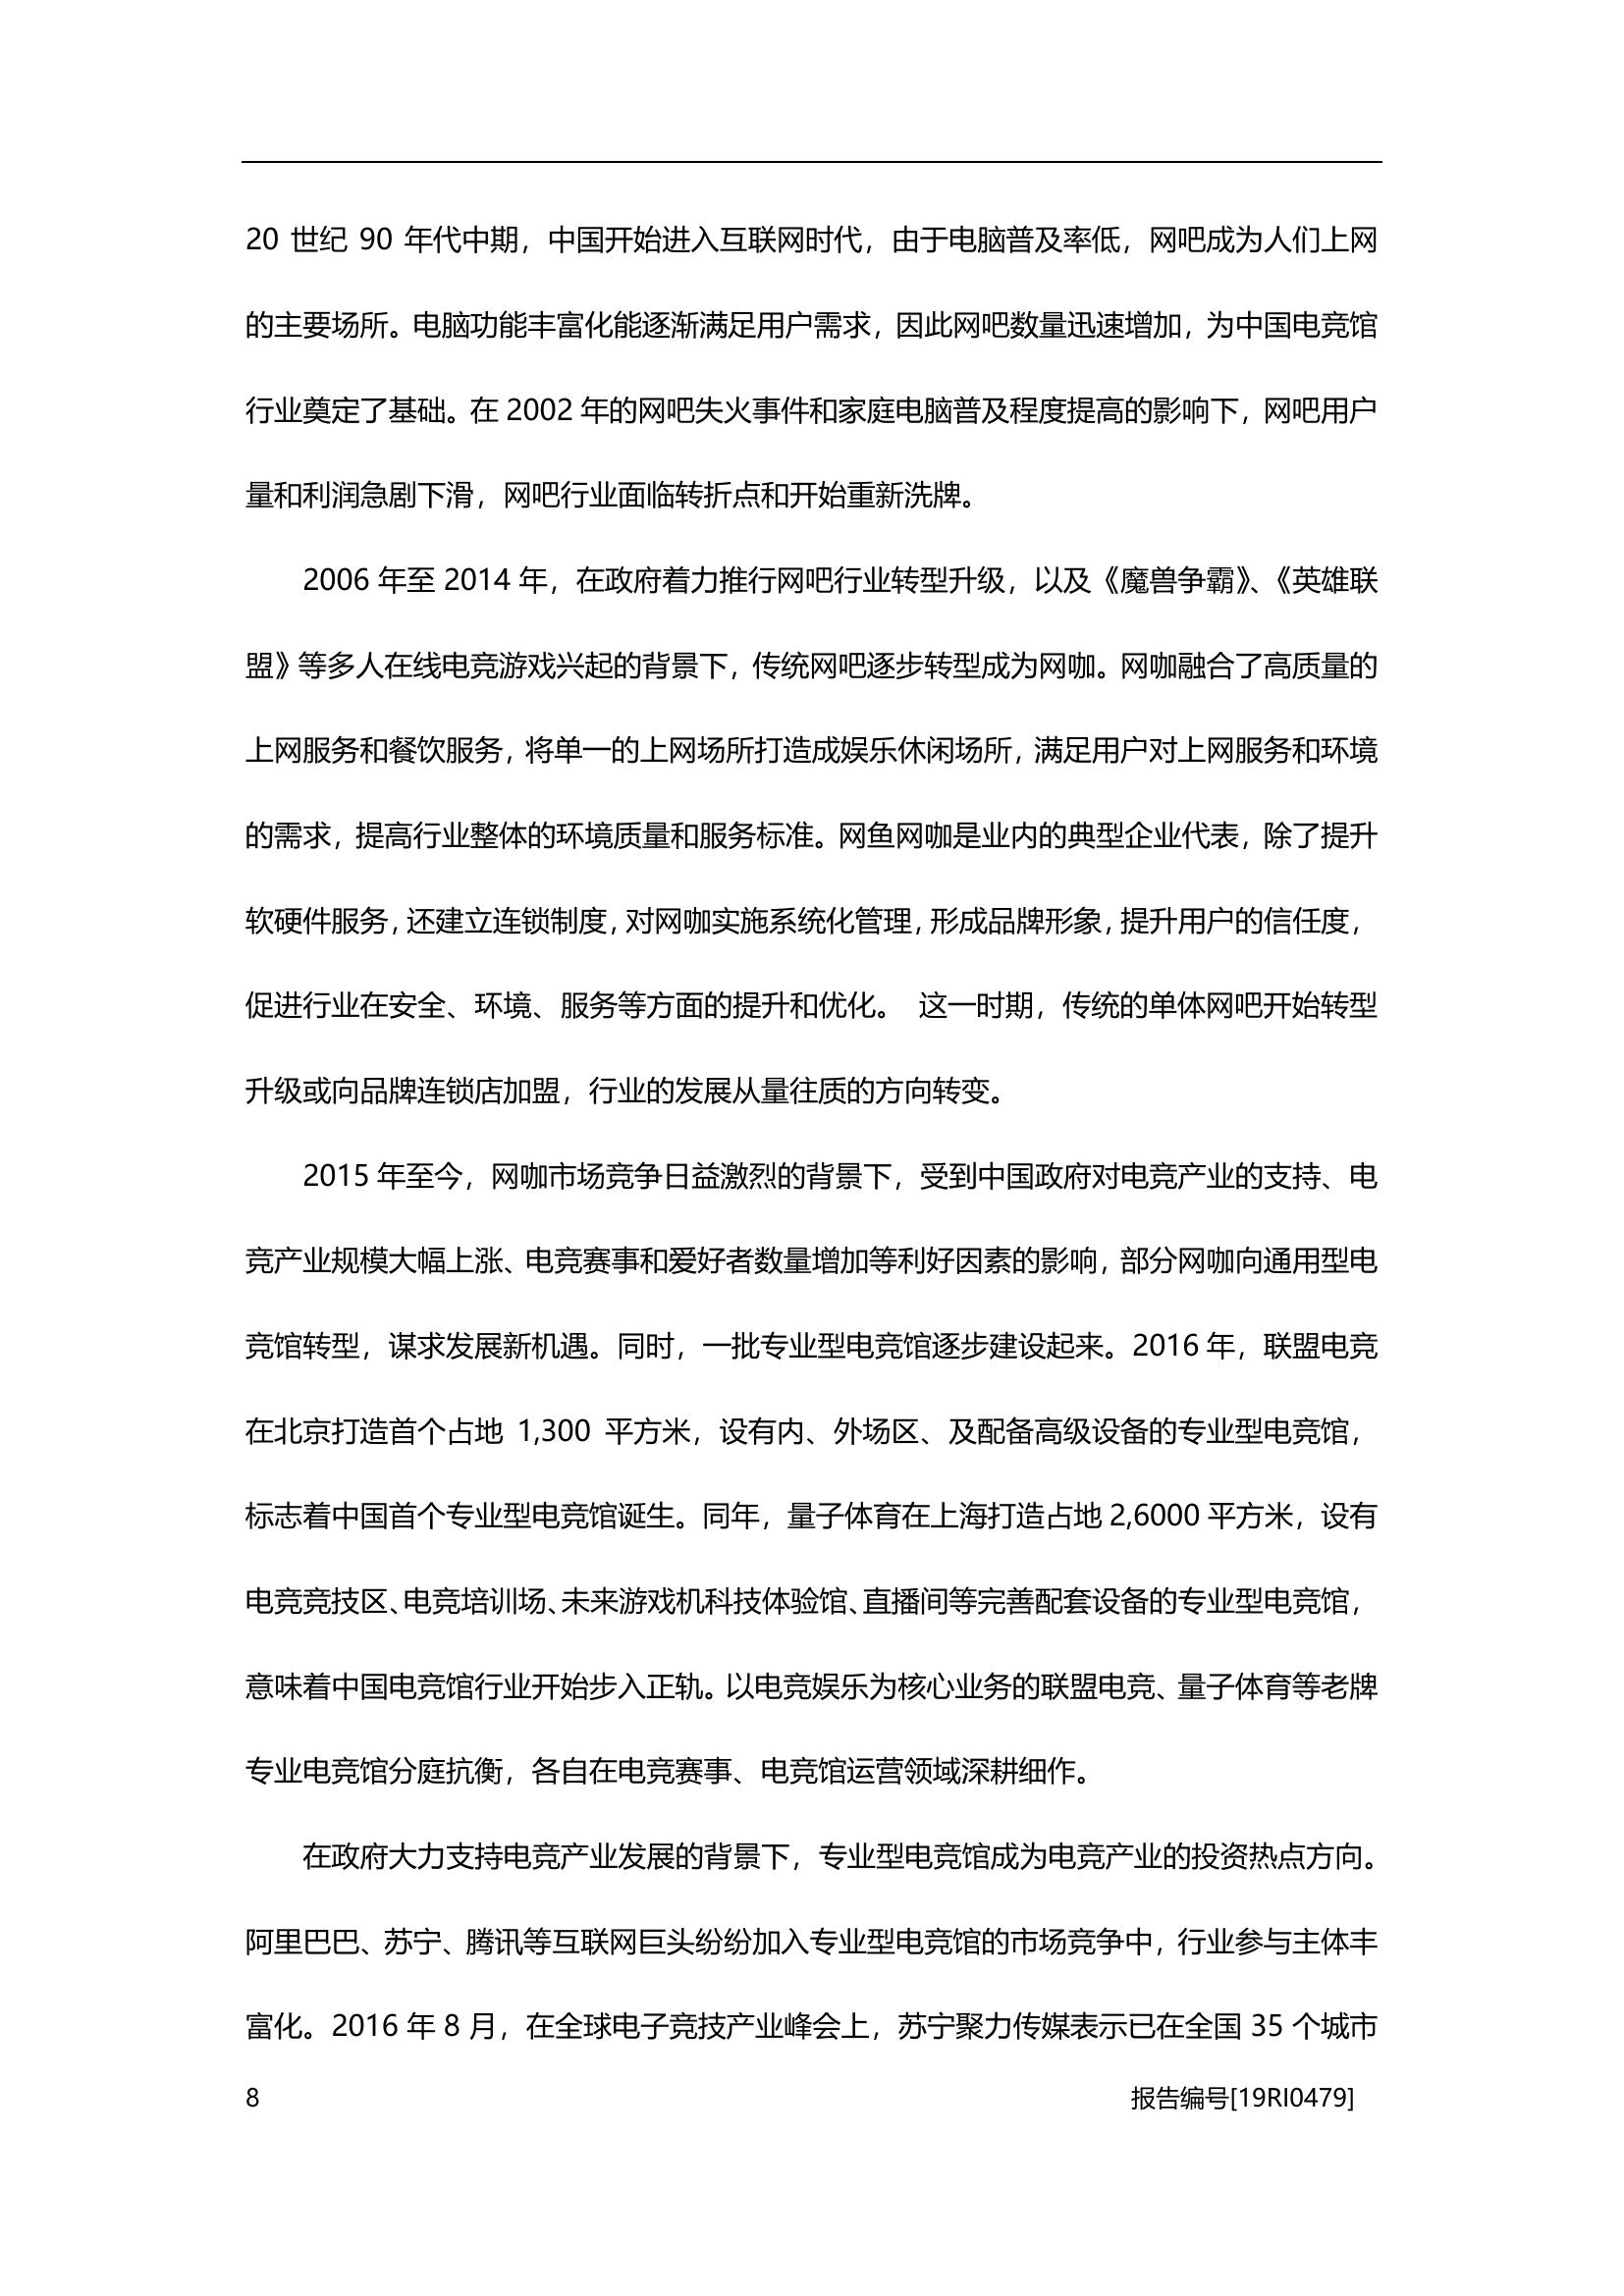 20 世纪 90 年代中期，中国开始进入互联网时代，由于电脑普及率低，网吧成为人们上网
的主要场所。电脑功能丰富化能逐渐满足用户需求，因此网吧数量迅速增加，为中国电竞馆
行业奠定了基础。在 2002 年的网吧失火事件和家庭电脑普及程度提高的影响下，网吧用户
量和利润急剧下滑，网吧行业面临转折点和开始重新洗牌。
2006 年至 2014 年，在政府着力推行网吧行业转型升级，以及《魔兽争霸》、《英雄联
盟》等多人在线电竞游戏兴起的背景下，传统网吧逐步转型成为网咖。网咖融合了高质量的
上网服务和餐饮服务，将单一的上网场所打造成娱乐休闲场所，满足用户对上网服务和环境
的需求，提高行业整体的环境质量和服务标准。网鱼网咖是业内的典型企业代表，除了提升
软硬件服务，还建立连锁制度，对网咖实施系统化管理，形成品牌形象，提升用户的信任度，
促进行业在安全、环境、服务等方面的提升和优化。 这一时期，传统的单体网吧开始转型
升级或向品牌连锁店加盟，行业的发展从量往质的方向转变。
2015 年至今，网咖市场竞争日益激烈的背景下，受到中国政府对电竞产业的支持、电
竞产业规模大幅上涨、电竞赛事和爱好者数量增加等利好因素的影响，部分网咖向通用型电
竞馆转型，谋求发展新机遇。同时，一批专业型电竞馆逐步建设起来。2016 年，联盟电竞
在北京打造首个占地 1,300 平方米，设有内、外场区、及配备高级设备的专业型电竞馆，
标志着中国首个专业型电竞馆诞生。同年，量子体育在上海打造占地 2,6000 平方米，设有
电竞竞技区、电竞培训场、未来游戏机科技体验馆、直播间等完善配套设备的专业型电竞馆，
意味着中国电竞馆行业开始步入正轨。以电竞娱乐为核心业务的联盟电竞、量子体育等老牌
专业电竞馆分庭抗衡，各自在电竞赛事、电竞馆运营领域深耕细作。
在政府大力支持电竞产业发展的背景下，专业型电竞馆成为电竞产业的投资热点方向。
阿里巴巴、苏宁、腾讯等互联网巨头纷纷加入专业型电竞馆的市场竞争中，行业参与主体丰
富化。2016 年 8 月，在全球电子竞技产业峰会上，苏宁聚力传媒表示已在全国 35 个城市
8 报告编号[19RI0479]